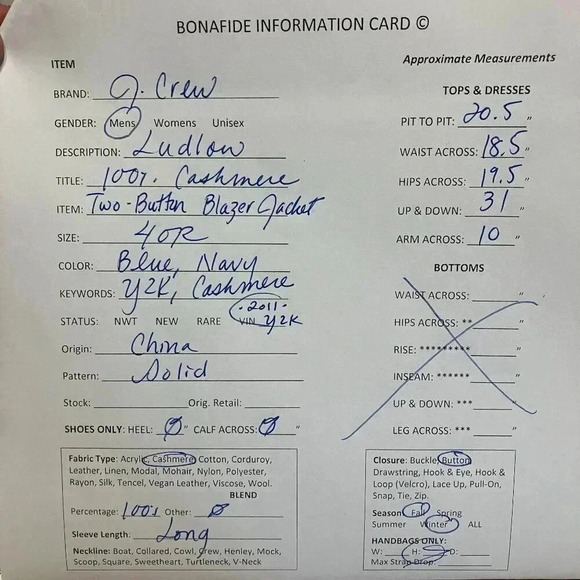 BONAFIDE INFORMATION CARD ©
ITEM
BRAND: J. Crew
GENDER: Mens Womens Unisex
DESCRIPTION: Ludlow
TITLE: 100% Cashmere
ITEM: Two-Button Blazer Jacket
SIZE: 40R
COLOR: Blue, Navy
KEYWORDS: Y2K, Cashmere
STATUS: NWT NEW RARE VIN ·2011· Y2K
Origin: China
Pattern: Solid
Stock: Orig. Retail:
SHOES ONLY: HEEL: Ø" CALF ACROSS: Ø"
Fabric Type: Acrylic, Cashmere, Cotton, Corduroy,
Leather, Linen, Modal, Mohair, Nylon, Polyester,
Rayon, Silk, Tencel, Vegan Leather, Viscose, Wool.
BLEND
Percentage: 100% Other: Ø
Sleeve Length: Long
Neckline: Boat, Collared, Cowl, Crew, Henley, Mock,
Scoop, Square, Sweetheart, Turtleneck, V-Neck
Approximate Measurements
TOPS & DRESSES
PIT TO PIT: 20.5"
WAIST ACROSS: 18.5"
HIPS ACROSS: 19.5"
UP & DOWN: 31"
ARM ACROSS: 10"
BOTTOMS
WAIST ACROSS: "
HIPS ACROSS: ** "
RISE: ********* "
INSEAM: ****** "
UP & DOWN: *** "
LEG ACROSS: *** "
Closure: Buckle, Button
Drawstring, Hook & Eye, Hook &
Loop (Velcro), Lace Up, Pull-On,
Snap, Tie, Zip.
Season: Fall Spring
Summer Winter ALL
HANDBAGS ONLY:
W: H: D:
Max Strap Drop: